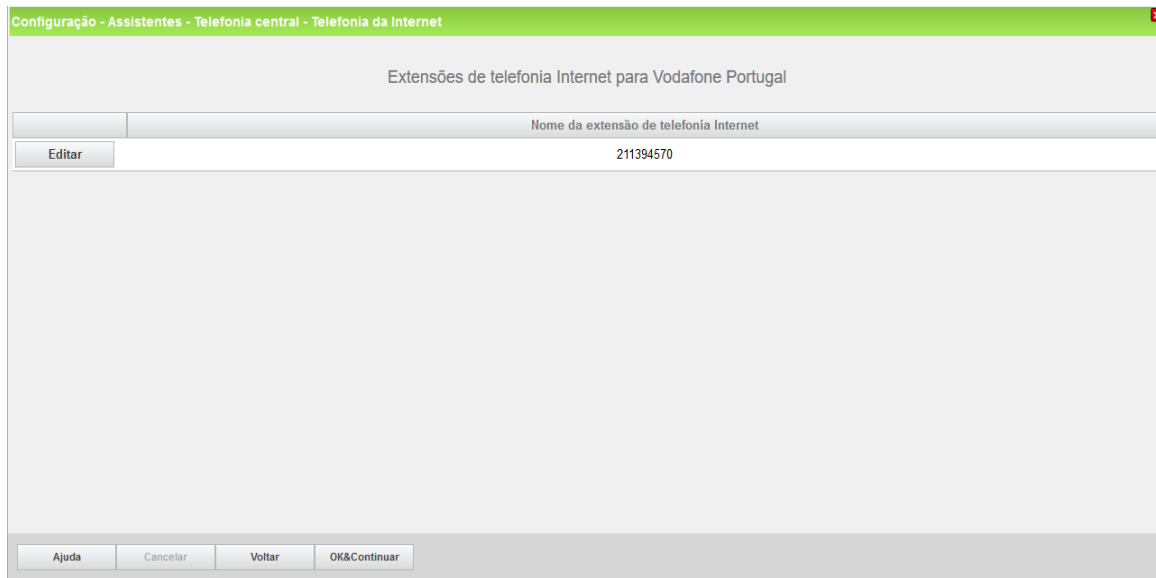 Configuração - Assistentes - Telefonia central - Telefonia da Internet
Extensões de telefonia Internet para Vodafone Portugal
Nome da extensão de telefonia Internet
Editar 211394570
Ajuda Cancelar Voltar OK&Continuar